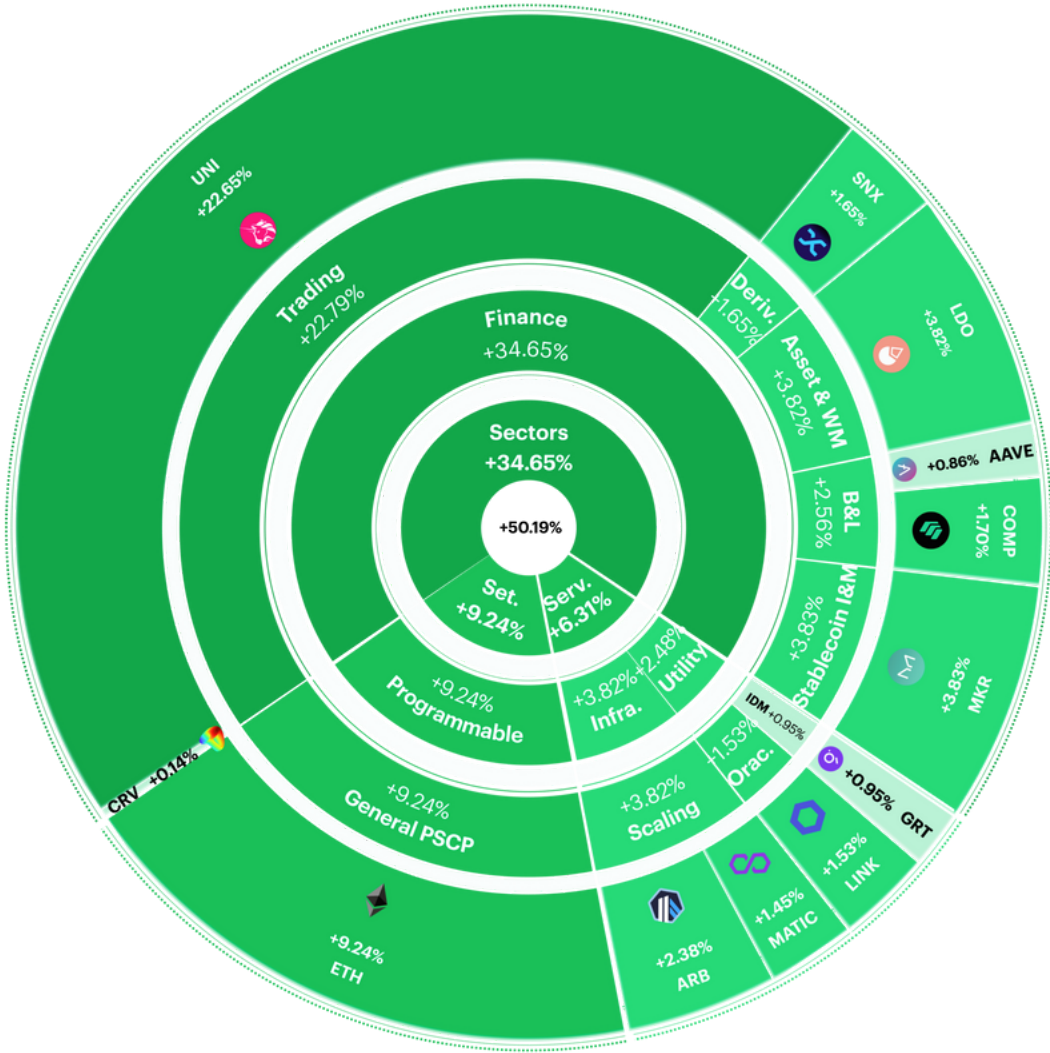 UNI
+22.65%
SNX
+1.65%
LDO
+3.82%
+0.86% AAVE
COMP
+1.70%
+3.83%
MKR
+0.95% GRT
+1.53%
LINK
+1.45%
MATIC
+2.38%
ARB
+9.24%
ETH
CRV +0.14%
Trading
+22.79%
Deriv.
+1.65%
Asset & WM
+3.82%
B&L
+2.56%
+3.83%
Stablecoin I&M
IDM +0.95%
+1.53%
Orac.
+3.82%
Scaling
+9.24%
General PSCP
Finance
+34.65%
+2.48%
Utility
+3.82%
Infra.
+9.24%
Programmable
Sectors
+34.65%
Serv.
+6.31%
Set.
+9.24%
+50.19%